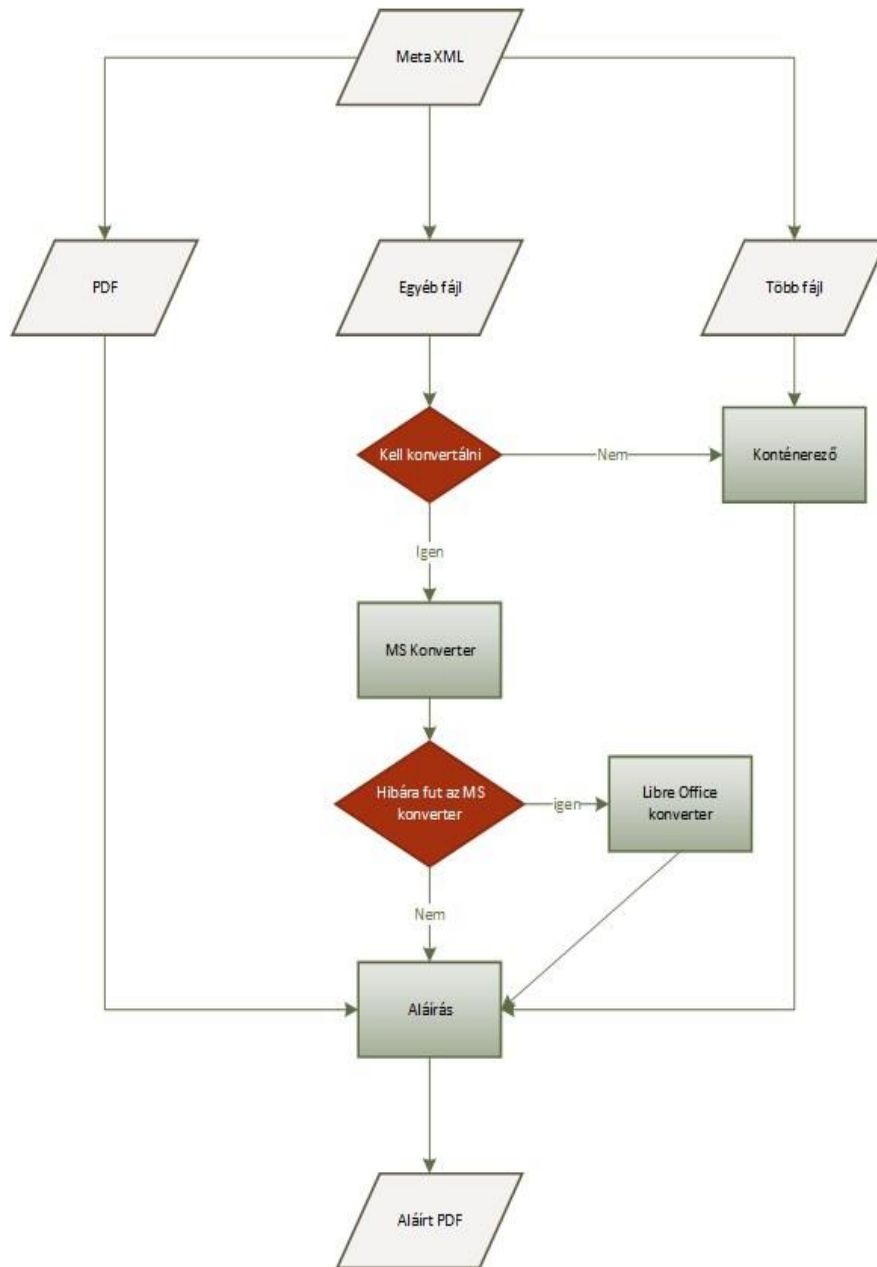 Meta XML
PDF
Egyéb fájl
Több fájl
Kell konvertálni
Nem
Konténerező
Igen
MS Konverter
Hibára fut az MS
konverter
igen
Libre Office
konverter
Nem
Aláírás
Aláírt PDF